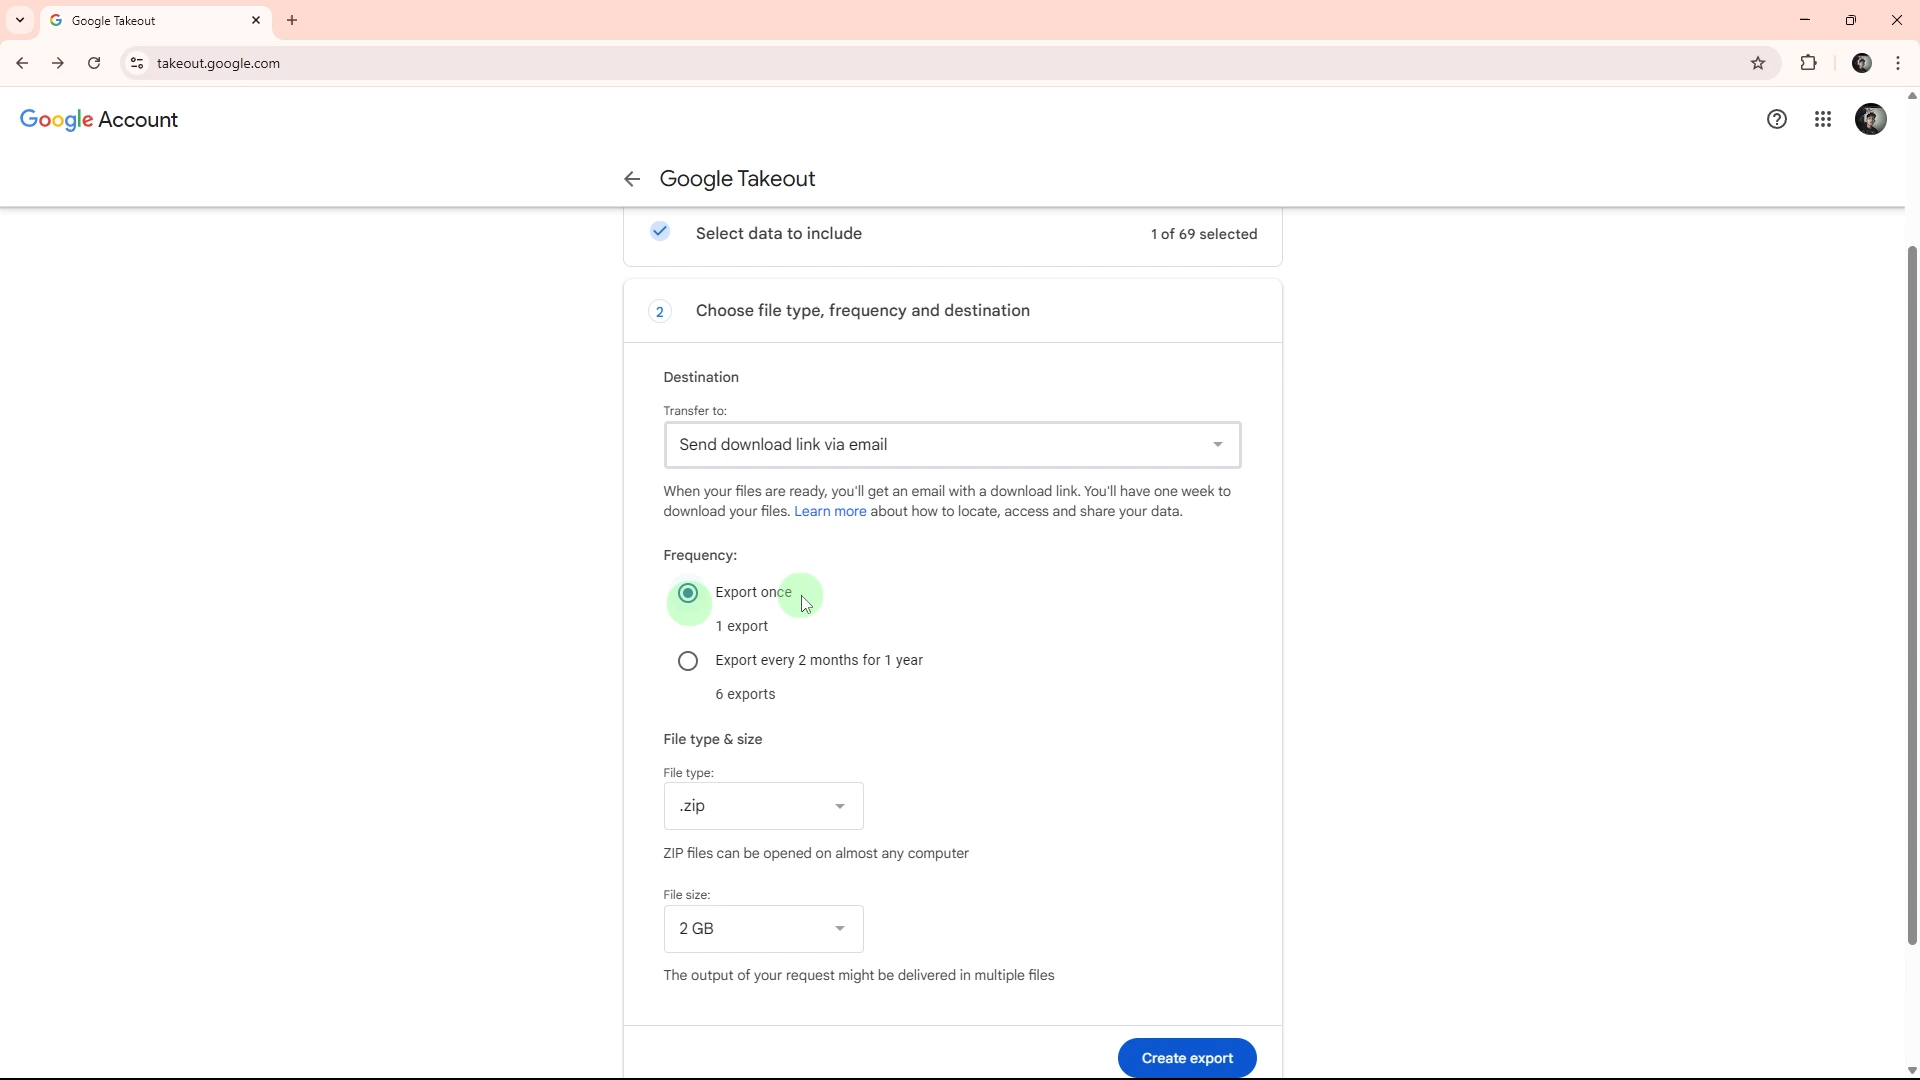 Google Takeout
takeout.google.com
Google Account
Google Takeout
Select data to include 1 of 69 selected
2 Choose file type, frequency and destination
Destination
Transfer to:
Send download link via email
When your files are ready, you'll get an email with a download link. You'll have one week to
download your files. Learn more about how to locate, access and share your data.
Frequency:
Export once
1 export
Export every 2 months for 1 year
6 exports
File type & size
File type:
.zip
ZIP files can be opened on almost any computer
File size:
2 GB
The output of your request might be delivered in multiple files
Create export